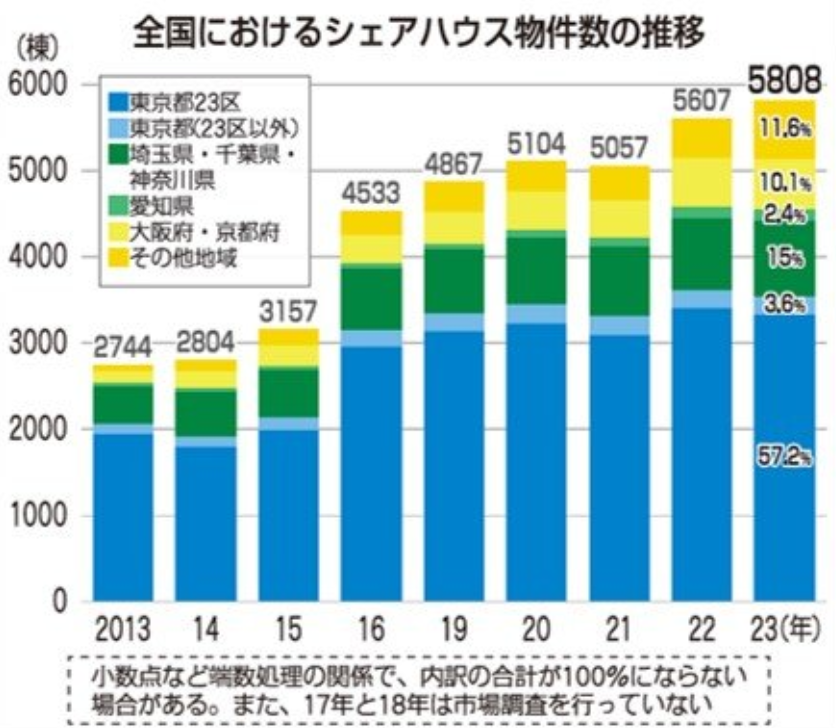 全国におけるシェアハウス物件数の推移
(棟)
6000
5000
4000
3000
2000
1000
0
東京都23区
東京都(23区以外)
埼玉県・千葉県・
神奈川県
愛知県
大阪府・京都府
その他地域
2744
2804
3157
4533
4867
5104
5057
5607
5808
11.6%
10.1%
2.4%
15%
3.6%
57.2%
2013 14 15 16 19 20 21 22 23(年)
小数点など端数処理の関係で、内訳の合計が100%にならない
場合がある。また、17年と18年は市場調査を行っていない